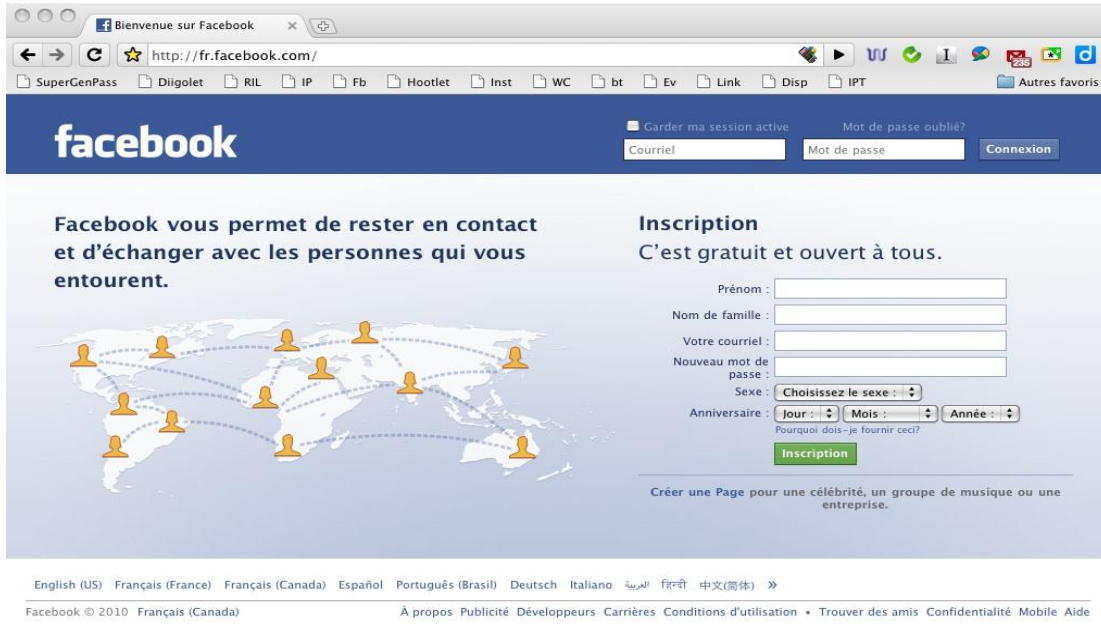 Bienvenue sur Facebook
http://fr.facebook.com/
235
SuperGenPass Diigolet RIL IP Fb Hootlet Inst WC bt Ev Link Disp IPT Autres favoris
facebook
Garder ma session active Mot de passe oublié?
Courriel Mot de passe Connexion
Facebook vous permet de rester en contact
et d'échanger avec les personnes qui vous
entourent.
Inscription
C'est gratuit et ouvert à tous.
Prénom :
Nom de famille :
Votre courriel :
Nouveau mot de
passe :
Sexe : Choisissez le sexe :
Anniversaire : Jour : Mois : Année :
Pourquoi dois-je fournir ceci?
Inscription
Créer une Page pour une célébrité, un groupe de musique ou une
entreprise.
English (US) Français (France) Français (Canada) Español Português (Brasil) Deutsch Italiano العربية हिन्दी 中文(简体) »
Facebook © 2010 Français (Canada) À propos Publicité Développeurs Carrières Conditions d'utilisation • Trouver des amis Confidentialité Mobile Aide